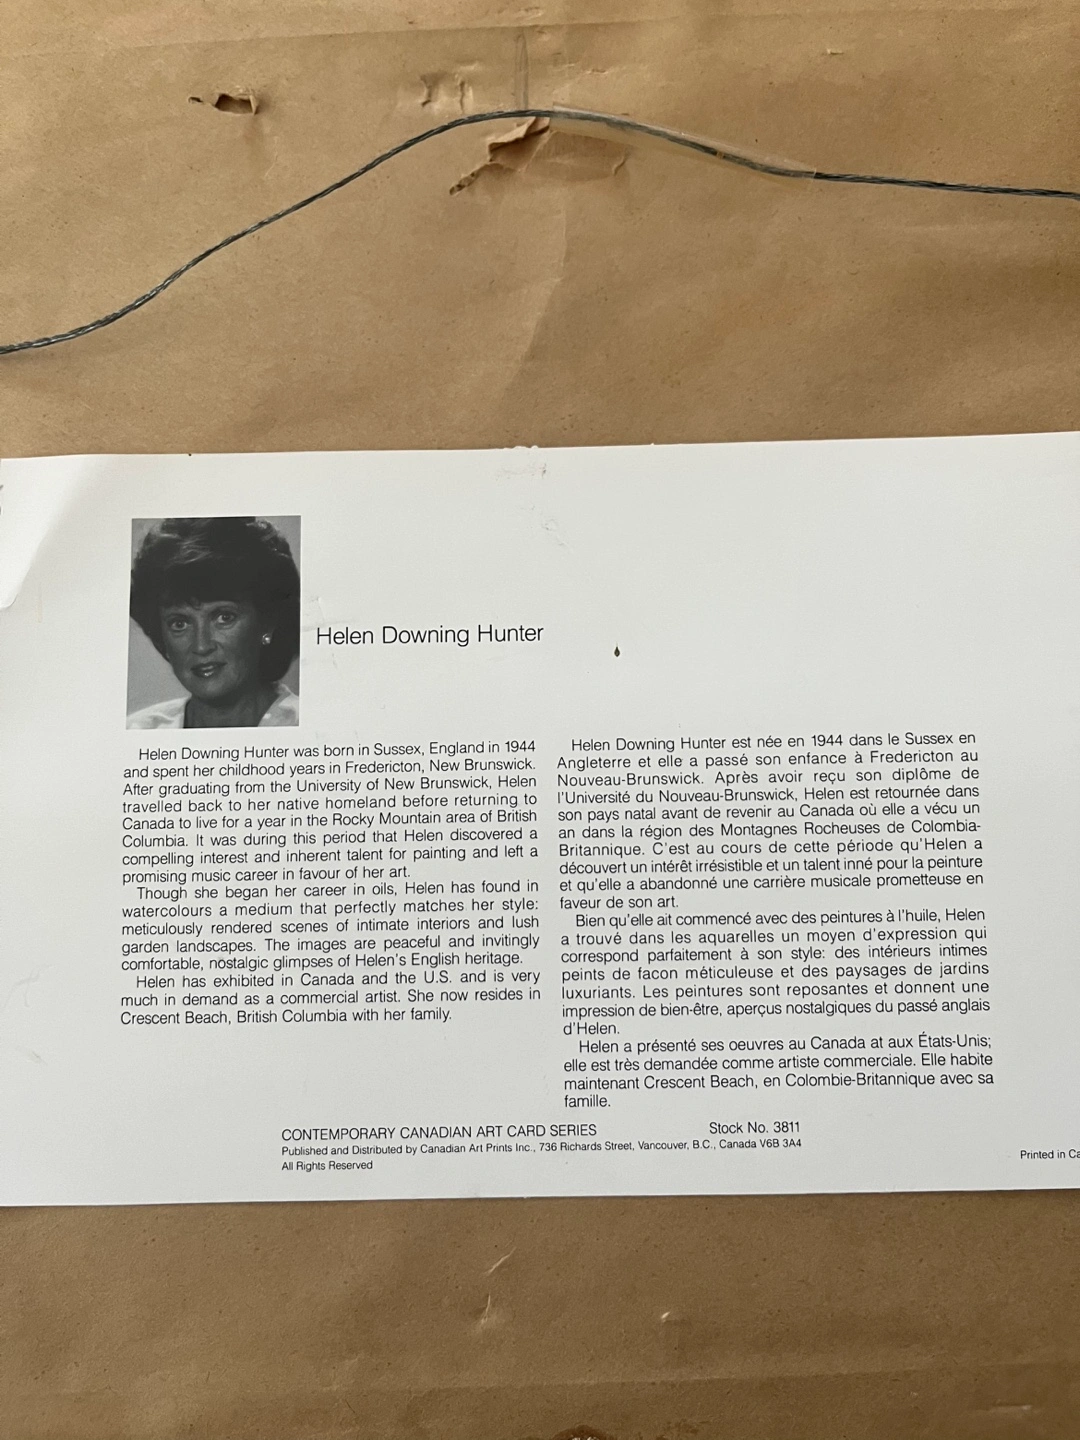 Helen Downing Hunter
Helen Downing Hunter was born in Sussex, England in 1944
and spent her childhood years in Fredericton, New Brunswick.
After graduating from the University of New Brunswick, Helen
travelled back to her native homeland before returning to
Canada to live for a year in the Rocky Mountain area of British
Columbia. It was during this period that Helen discovered a
compelling interest and inherent talent for painting and left a
promising music career in favour of her art.
Though she began her career in oils, Helen has found in
watercolours a medium that perfectly matches her style:
meticulously rendered scenes of intimate interiors and lush
garden landscapes. The images are peaceful and invitingly
comfortable, nostalgic glimpses of Helen's English heritage.
Helen has exhibited in Canada and the U.S. and is very
much in demand as a commercial artist. She now resides in
Crescent Beach, British Columbia with her family.
Helen Downing Hunter est née en 1944 dans le Sussex en
Angleterre et elle a passé son enfance à Fredericton au
Nouveau-Brunswick. Après avoir reçu son diplôme de
l'Université du Nouveau-Brunswick, Helen est retournée dans
son pays natal avant de revenir au Canada où elle a vécu un
an dans la région des Montagnes Rocheuses de Colombia-
Britannique. C'est au cours de cette période qu'Helen a
découvert un intérêt irrésistible et un talent inné pour la peinture
et qu'elle a abandonné une carrière musicale prometteuse en
faveur de son art.
Bien qu'elle ait commencé avec des peintures à l'huile, Helen
a trouvé dans les aquarelles un moyen d'expression qui
correspond parfaitement à son style: des intérieurs intimes
peints de facon méticuleuse et des paysages de jardins
luxuriants. Les peintures sont reposantes et donnent une
impression de bien-être, aperçus nostalgiques du passé anglais
d'Helen.
Helen a présenté ses oeuvres au Canada at aux États-Unis;
elle est très demandée comme artiste commerciale. Elle habite
maintenant Crescent Beach, en Colombie-Britannique avec sa
famille.
CONTEMPORARY CANADIAN ART CARD SERIES Stock No. 3811
Published and Distributed by Canadian Art Prints Inc., 736 Richards Street, Vancouver, B.C., Canada V6B 3A4
All Rights Reserved
Printed in Ca